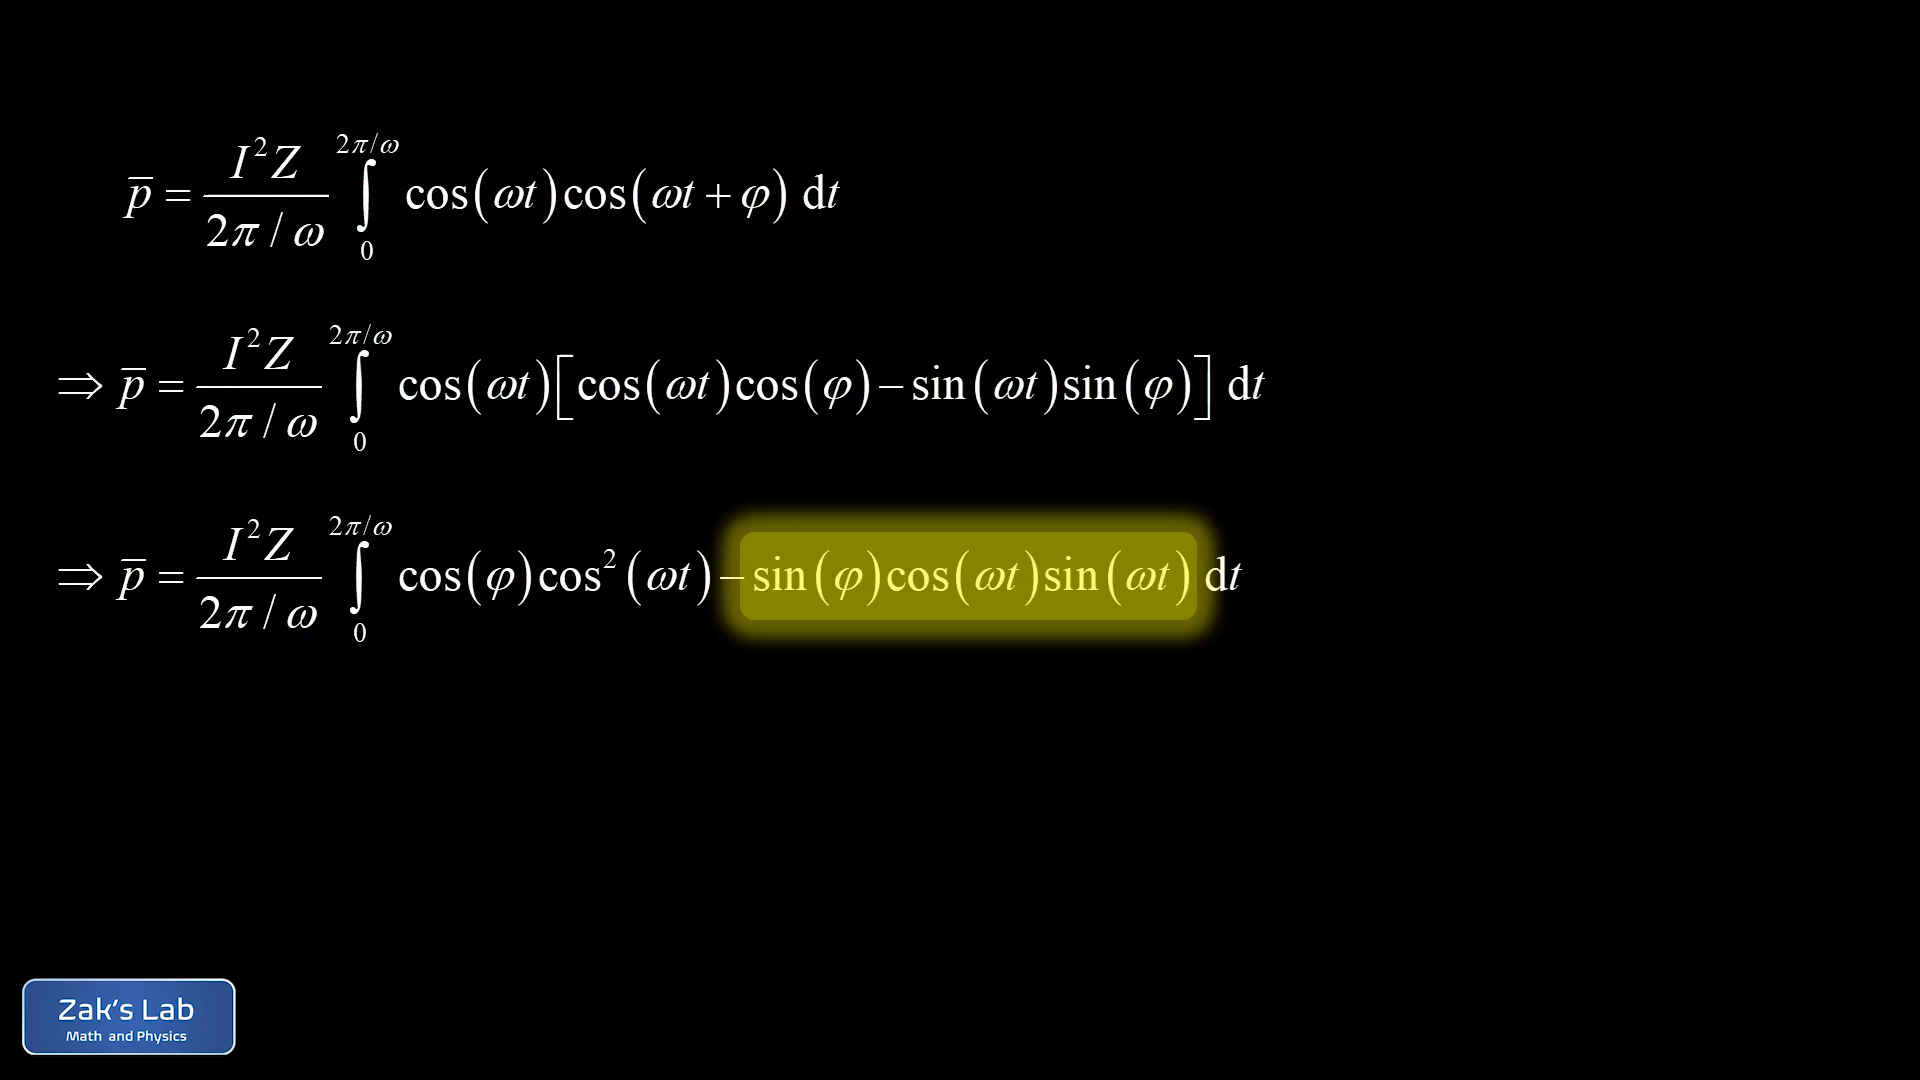 p̅ = I²Z / (2π/ω) ∫₀^{2π/ω} cos(ωt)cos(ωt + φ) dt
⇒ p̅ = I²Z / (2π/ω) ∫₀^{2π/ω} cos(ωt)[cos(ωt)cos(φ) − sin(ωt)sin(φ)] dt
⇒ p̅ = I²Z / (2π/ω) ∫₀^{2π/ω} cos(φ)cos²(ωt) − sin(φ)cos(ωt)sin(ωt) dt
Zak's Lab
Math and Physics